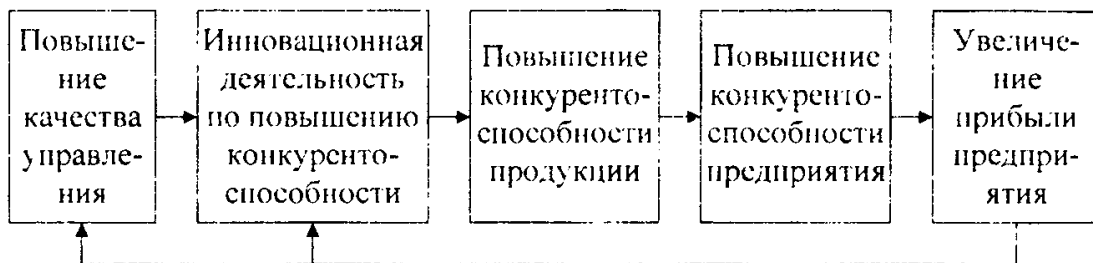 Повыше-
ние
качества
управле-
ния
Инновационная
деятельность
по повышению
конкуренто-
способности
Повышение
конкуренто-
способности
продукции
Повышение
конкуренто-
способности
предприятия
Увеличе-
ние
прибыли
предпри-
ятия